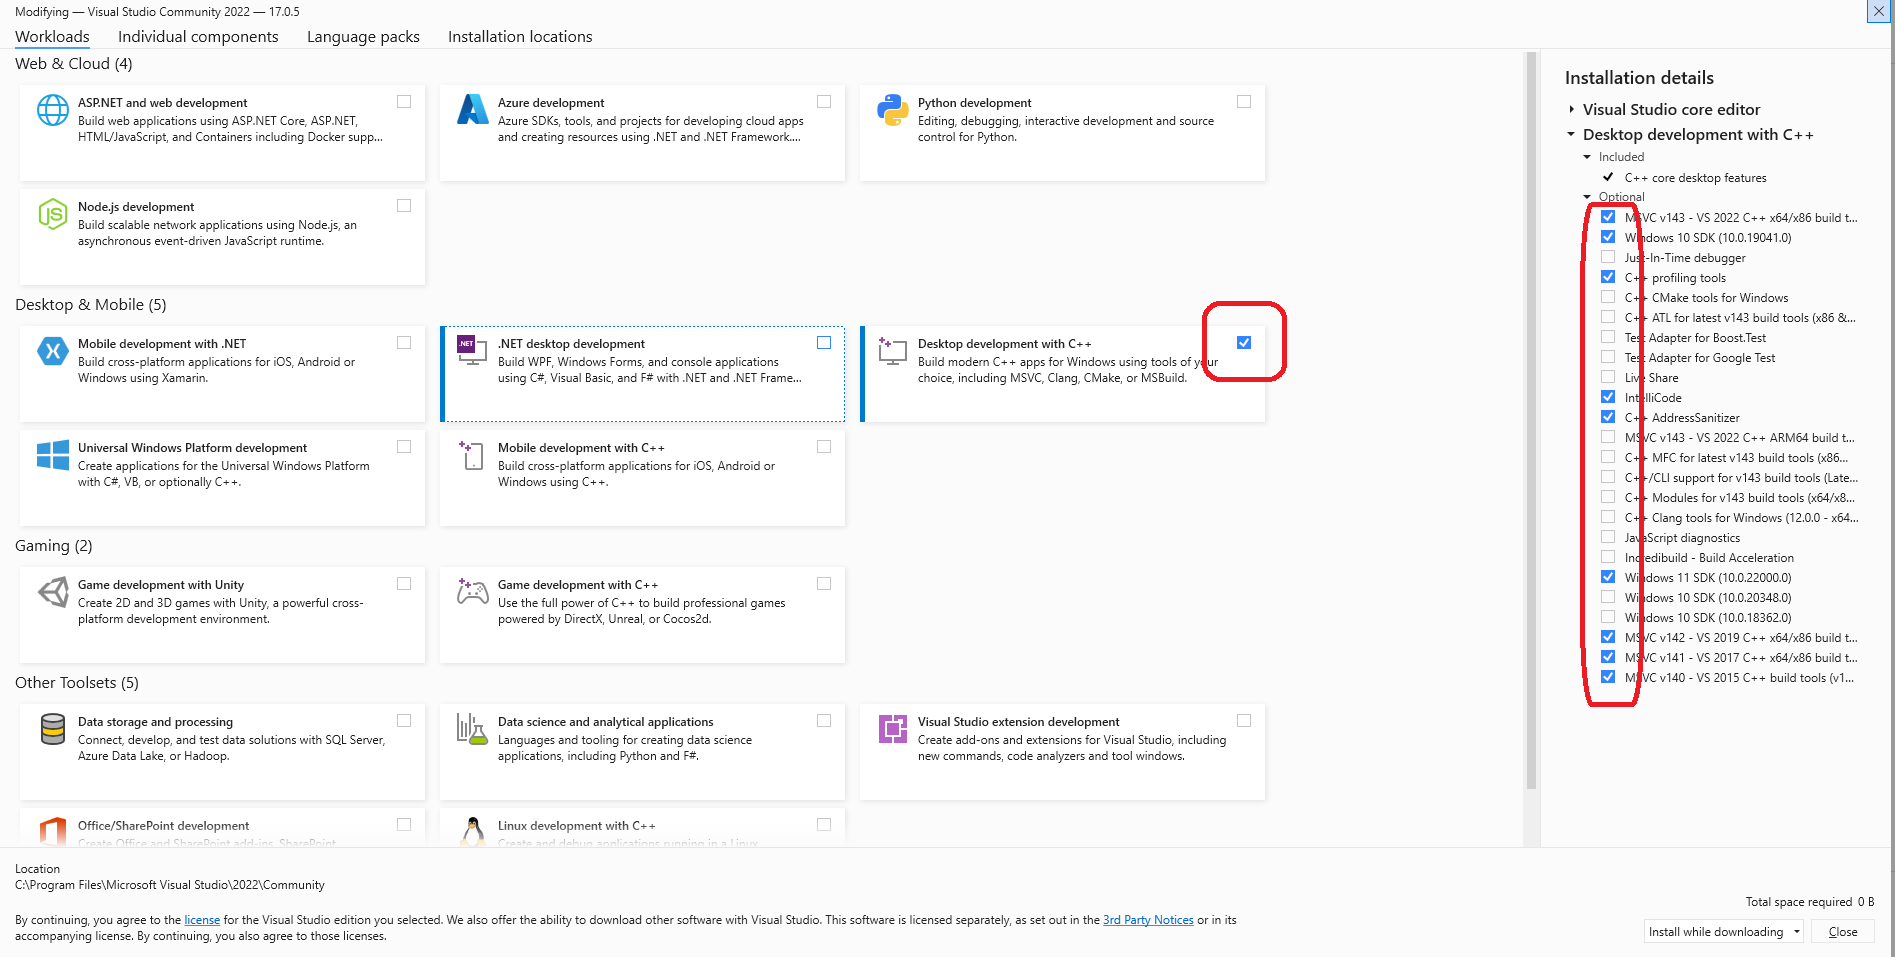 Modifying — Visual Studio Community 2022 — 17.0.5
Workloads
Individual components
Language packs
Installation locations
Web & Cloud (4)
ASP.NET and web development
Build web applications using ASP.NET Core, ASP.NET,
HTML/JavaScript, and Containers including Docker supp...
Azure development
Azure SDKs, tools, and projects for developing cloud apps
and creating resources using .NET and .NET Framework....
Python development
Editing, debugging, interactive development and source
control for Python.
Node.js development
Build scalable network applications using Node.js, an
asynchronous event-driven JavaScript runtime.
Desktop & Mobile (5)
Mobile development with .NET
Build cross-platform applications for iOS, Android or
Windows using Xamarin.
.NET
.NET desktop development
Build WPF, Windows Forms, and console applications
using C#, Visual Basic, and F# with .NET and .NET Frame...
Desktop development with C++
Build modern C++ apps for Windows using tools of your
choice, including MSVC, Clang, CMake, or MSBuild.
Universal Windows Platform development
Create applications for the Universal Windows Platform
with C#, VB, or optionally C++.
Mobile development with C++
Build cross-platform applications for iOS, Android or
Windows using C++.
Gaming (2)
Game development with Unity
Create 2D and 3D games with Unity, a powerful cross-
platform development environment.
Game development with C++
Use the full power of C++ to build professional games
powered by DirectX, Unreal, or Cocos2d.
Other Toolsets (5)
Data storage and processing
Connect, develop, and test data solutions with SQL Server,
Azure Data Lake, or Hadoop.
Data science and analytical applications
Languages and tooling for creating data science
applications, including Python and F#.
Visual Studio extension development
Create add-ons and extensions for Visual Studio, including
new commands, code analyzers and tool windows.
Office/SharePoint development
Create Office and SharePoint add-ins, SharePoint
Linux development with C++
Create and debug applications running in a Linux
Installation details
Visual Studio core editor
Desktop development with C++
Included
C++ core desktop features
Optional
MSVC v143 - VS 2022 C++ x64/x86 build t...
Windows 10 SDK (10.0.19041.0)
Just-In-Time debugger
C++ profiling tools
C++ CMake tools for Windows
C++ ATL for latest v143 build tools (x86 &...
Test Adapter for Boost.Test
Test Adapter for Google Test
Live Share
IntelliCode
C++ AddressSanitizer
MSVC v143 - VS 2022 C++ ARM64 build t...
C++ MFC for latest v143 build tools (x86...
C++/CLI support for v143 build tools (Late...
C++ Modules for v143 build tools (x64/x8...
C++ Clang tools for Windows (12.0.0 - x64...
JavaScript diagnostics
Incredibuild - Build Acceleration
Windows 11 SDK (10.0.22000.0)
Windows 10 SDK (10.0.20348.0)
Windows 10 SDK (10.0.18362.0)
MSVC v142 - VS 2019 C++ x64/x86 build t...
MSVC v141 - VS 2017 C++ x64/x86 build t...
MSVC v140 - VS 2015 C++ build tools (v1...
Location
C:\Program Files\Microsoft Visual Studio\2022\Community
Total space required 0 B
By continuing, you agree to the license for the Visual Studio edition you selected. We also offer the ability to download other software with Visual Studio. This software is licensed separately, as set out in the 3rd Party Notices or in its
accompanying license. By continuing, you also agree to those licenses.
Install while downloading
Close